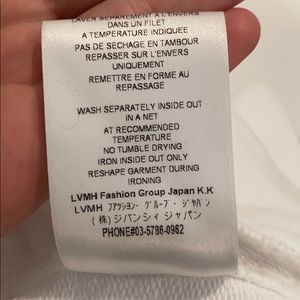 LAVER SEPAREMENT A L'ENVERS
DANS UN FILET
A TEMPERATURE INDIQUEE
PAS DE SECHAGE EN TAMBOUR
REPASSER SUR L'ENVERS
UNIQUEMENT
REMETTRE EN FORME AU
REPASSAGE
WASH SEPARATELY INSIDE OUT
IN A NET
AT RECOMMENDED
TEMPERATURE
NO TUMBLE DRYING
IRON INSIDE OUT ONLY
RESHAPE GARMENT DURING
IRONING
LVMH Fashion Group Japan K.K
LVMH ファッション・グループ・ジャパン
(株) ジバンシィ ジャパン
PHONE#03-5786-0962